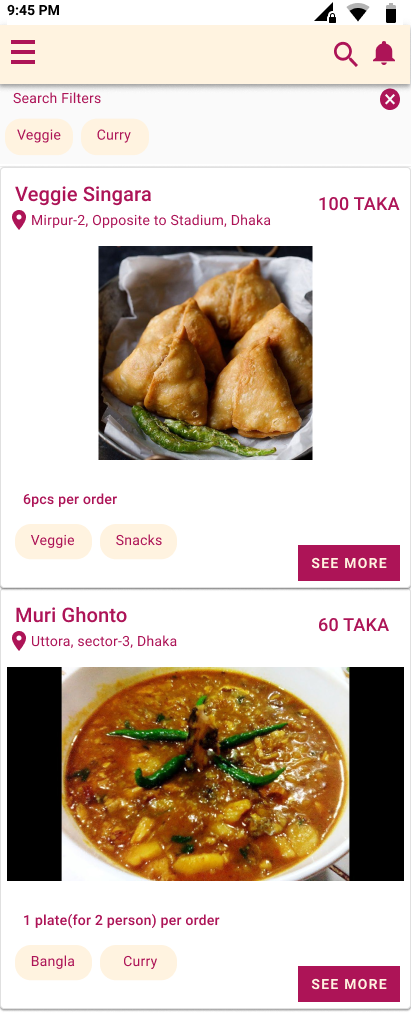 9:45 PM
Search Filters
Veggie
Curry
Veggie Singara
100 TAKA
Mirpur-2, Opposite to Stadium, Dhaka
6pcs per order
Veggie
Snacks
SEE MORE
Muri Ghonto
60 TAKA
Uttora, sector-3, Dhaka
1 plate(for 2 person) per order
Bangla
Curry
SEE MORE